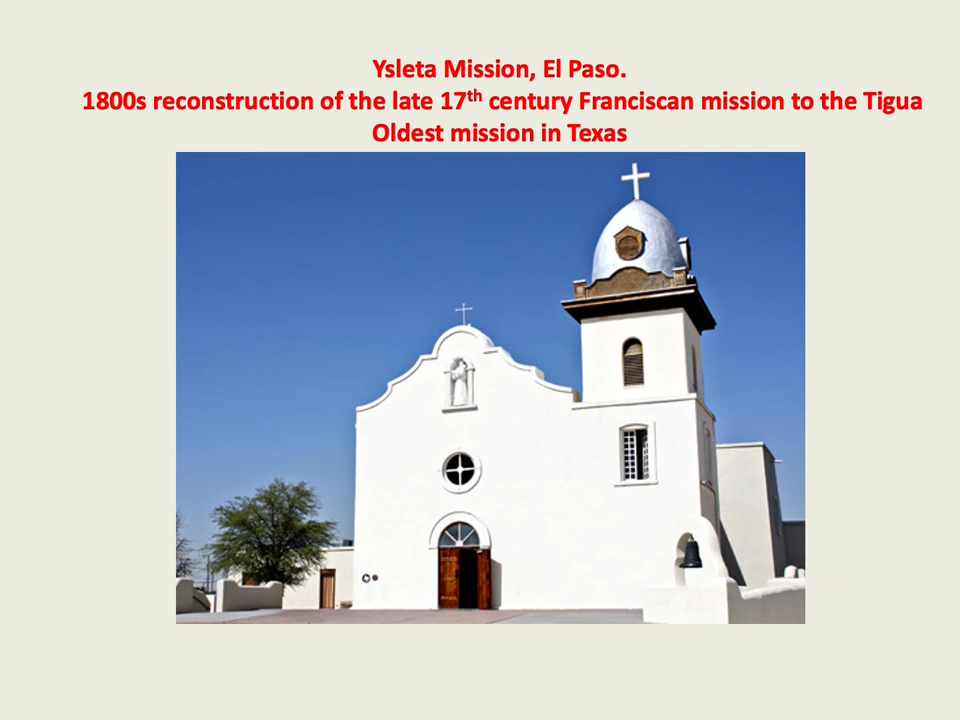 Ysleta Mission, El Paso.
1800s reconstruction of the late 17th century Franciscan mission to the Tigua
Oldest mission in Texas